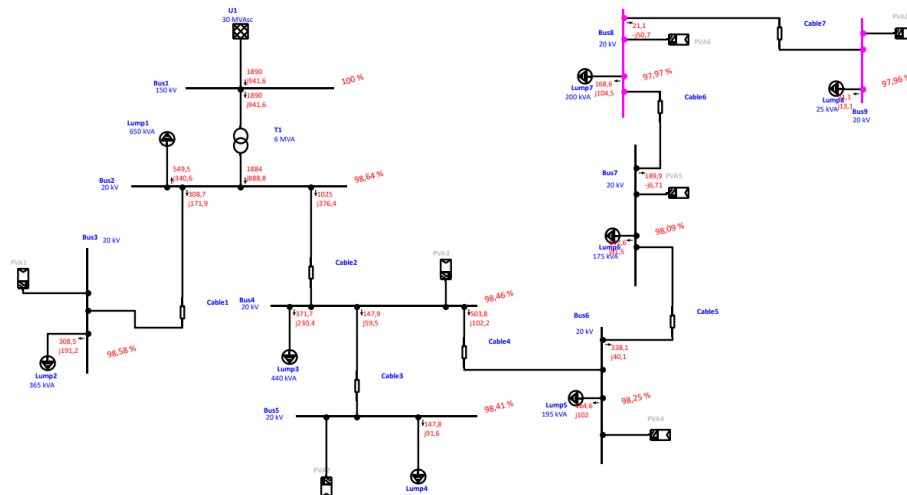 U1
30 MVAsc
1890
j941,6
100 %
Bus1
150 kV
1890
j941,6
T1
6 MVA
Lump1
650 kVA
549,5
j340,6
1884
j888,8
98,64 %
Bus2
20 kV
308,7
j171,9
1025
j376,4
Bus3
20 kV
PVA1
Cable1
308,5
j191,2
98,58 %
Lump2
365 kVA
Cable2
PVA3
98,46 %
Bus4
20 kV
371,7
j230,4
147,9
j59,5
503,8
j102,2
Lump3
440 kVA
Cable3
Cable4
Bus5
20 kV
98,41 %
147,8
j91,6
Lump4
Bus6
20 kV
338,1
j40,1
Lump5
195 kVA
j102
98,25 %
PVA4
Cable5
Bus7
20 kV
189,9
-j6,71
PVA5
98,09 %
Lump6
175 kVA
Cable6
Bus8
20 kV
21,1
-j50,7
PVA6
97,97 %
Lump7
200 kVA
168,6
j104,5
Cable7
97,96 %
Lump8
25 kVA
j13,1
Bus9
20 kV